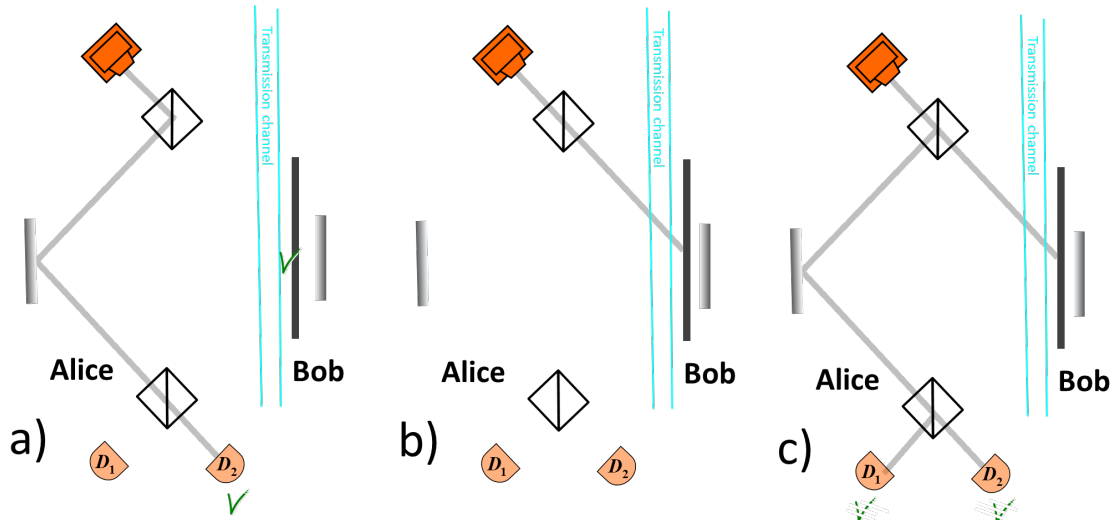 Transmission channel
Transmission channel
Transmission channel
Alice
Bob
Alice
Bob
Alice
Bob
a)
D1
D2
b)
D1
D2
c)
D1
D2